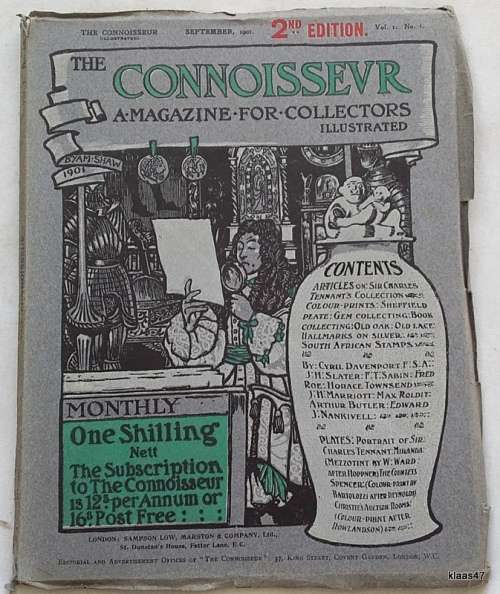 THE CONNOISSEUR
ILLUSTRATED
SEPTEMBER, 1901.
2ND EDITION.
Vol. 1. No. 1.
THE CONNOISSEVR
A·MAGAZINE·FOR·COLLECTORS
ILLUSTRATED
BYAM·SHAW
1901
CONTENTS
ARTICLES ON: SIR CHARLES
TENNANT'S COLLECTION
COLOUR-PRINTS: SHEFFIELD
PLATE: GEM COLLECTING: BOOK
COLLECTING: OLD OAK: OLD LACE:
HALLMARKS ON SILVER:
SOUTH AFRICAN STAMPS
BY: CYRIL DAVENPORT F.S.A:
J.H. SLATER: F.T. SABIN: FRED
ROE: HORACE TOWNSEND
J.H. MARRIOTT: MAX ROLDIT:
ARTHUR BUTLER: EDWARD
J. NANKIVELL:
PLATES: PORTRAIT OF SIR
CHARLES TENNANT: MIRANDA:
(MEZZOTINT BY W. WARD
AFTER HOPPNER) THE COUNTESS
SPENCER: (COLOUR-PRINT BY
BARTOLOZZI AFTER REYNOLDS)
CHRISTIE'S AUCTION ROOMS:
(COLOUR-PRINT AFTER
ROWLANDSON)
MONTHLY
One Shilling
Nett
The Subscription
to The Connoisseur
is 12s. per Annum or
16s. Post Free : : :
LONDON: SAMPSON LOW, MARSTON & COMPANY, Ltd.,
St. Dunstan's House, Fetter Lane, E.C.
EDITORIAL AND ADVERTISEMENT OFFICES OF "THE CONNOISSEUR": 37, KING STREET, COVENT GARDEN, LONDON, W.C.
klaas47